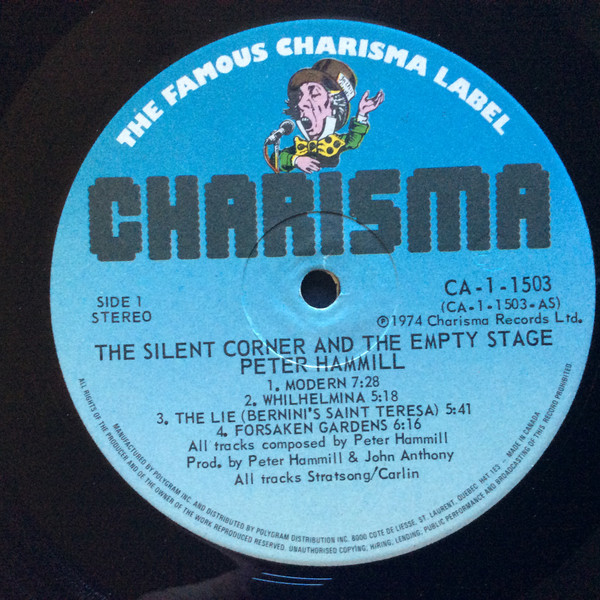 THE FAMOUS CHARISMA LABEL
CHARISMA
SIDE 1
STEREO
CA-1-1503
(CA-1-1503-AS)
℗1974 Charisma Records Ltd.
THE SILENT CORNER AND THE EMPTY STAGE
PETER HAMMILL
1. MODERN 7:28
2. WHILHELMINA 5:18
3. THE LIE (BERNINI'S SAINT TERESA) 5:41
4. FORSAKEN GARDENS 6:16
All tracks composed by Peter Hammill
Prod. by Peter Hammill & John Anthony
All tracks Stratsong/Carlin
MANUFACTURED BY POLYGRAM INC. AND DISTRIBUTED BY POLYGRAM DISTRIBUTION INC. 8000 COTE DE LIESSE, ST. LAURENT, QUEBEC H4T 1E3 - MADE IN CANADA.
ALL RIGHTS OF THE PRODUCER AND OF THE OWNER OF THE WORK REPRODUCED RESERVED. UNAUTHORISED COPYING, HIRING, LENDING, PUBLIC PERFORMANCE AND BROADCASTING OF THIS RECORD PROHIBITED.